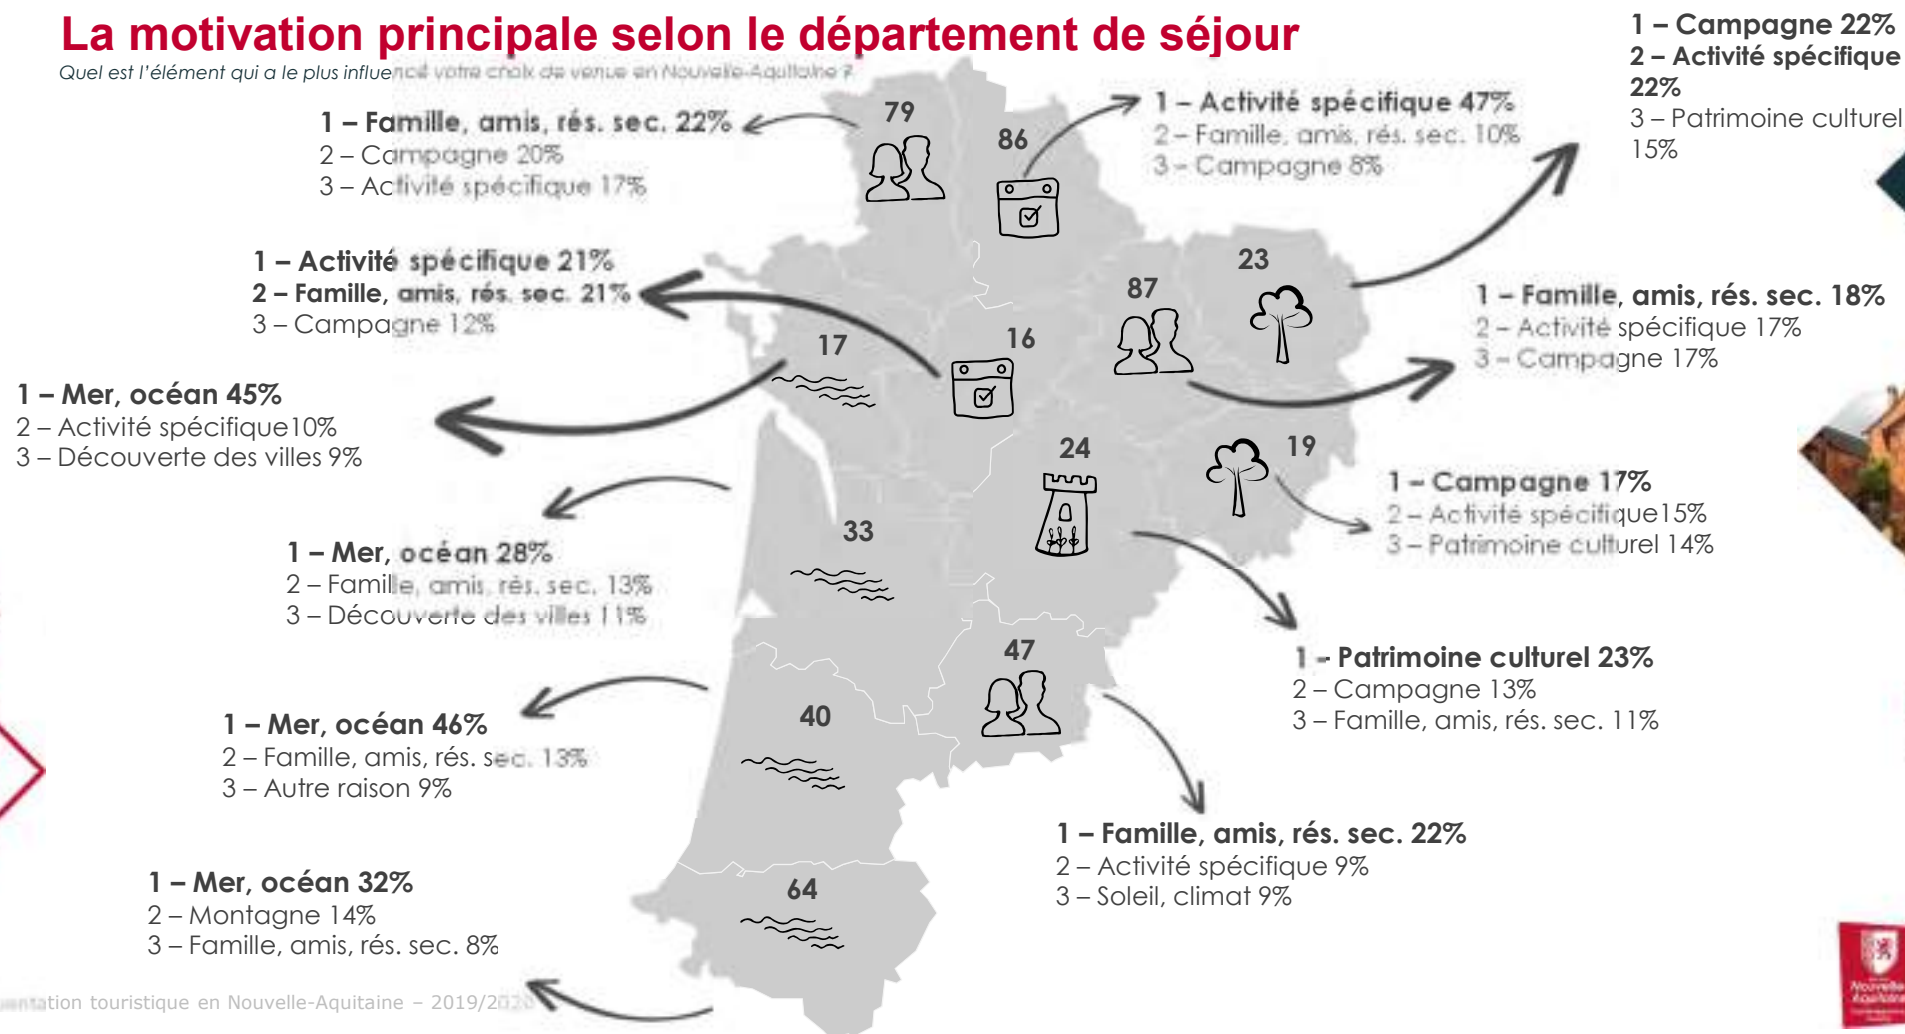 La motivation principale selon le département de séjour
Quel est l'élément qui a le plus influencé votre choix de venue en Nouvelle-Aquitaine ?
1 – Campagne 22%
2 – Activité spécifique
22%
3 – Patrimoine culturel
15%
79
1 – Famille, amis, rés. sec. 22%
2 – Campagne 20%
3 – Activité spécifique 17%
86
1 – Activité spécifique 47%
2 – Famille, amis, rés. sec. 10%
3 – Campagne 8%
1 – Activité spécifique 21%
2 – Famille, amis, rés. sec. 21%
3 – Campagne 12%
23
87
1 – Famille, amis, rés. sec. 18%
2 – Activité spécifique 17%
3 – Campagne 17%
17
16
1 – Mer, océan 45%
2 – Activité spécifique10%
3 – Découverte des villes 9%
24
19
1 – Campagne 17%
2 – Activité spécifique15%
3 – Patrimoine culturel 14%
33
1 – Mer, océan 28%
2 – Famille, amis, rés. sec. 13%
3 – Découverte des villes 11%
47
1 - Patrimoine culturel 23%
2 – Campagne 13%
3 – Famille, amis, rés. sec. 11%
40
1 – Mer, océan 46%
2 – Famille, amis, rés. sec. 13%
3 – Autre raison 9%
1 – Famille, amis, rés. sec. 22%
2 – Activité spécifique 9%
3 – Soleil, climat 9%
64
1 – Mer, océan 32%
2 – Montagne 14%
3 – Famille, amis, rés. sec. 8%
touristique en Nouvelle-Aquitaine – 2019/2020
Nouvelle-
Aquitaine